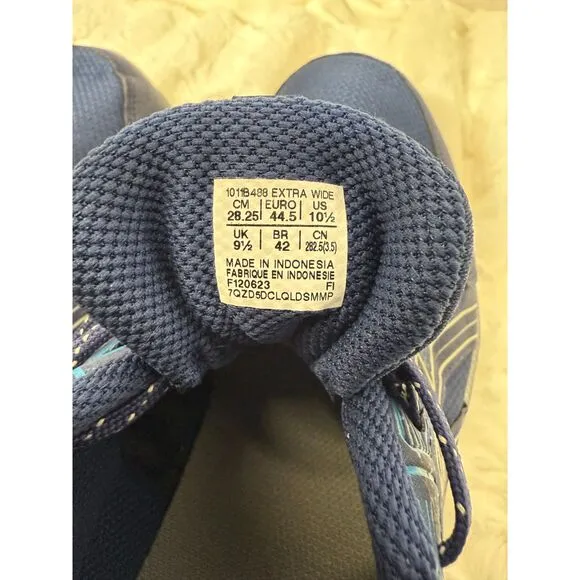 1011B488 EXTRA WIDE
CM EURO US
28.25 44.5 10½
UK BR CN
9½ 42 282.5(3.5)
MADE IN INDONESIA
FABRIQUE EN INDONESIE
F120623 FI
7QZD5DCLQLDSMMP